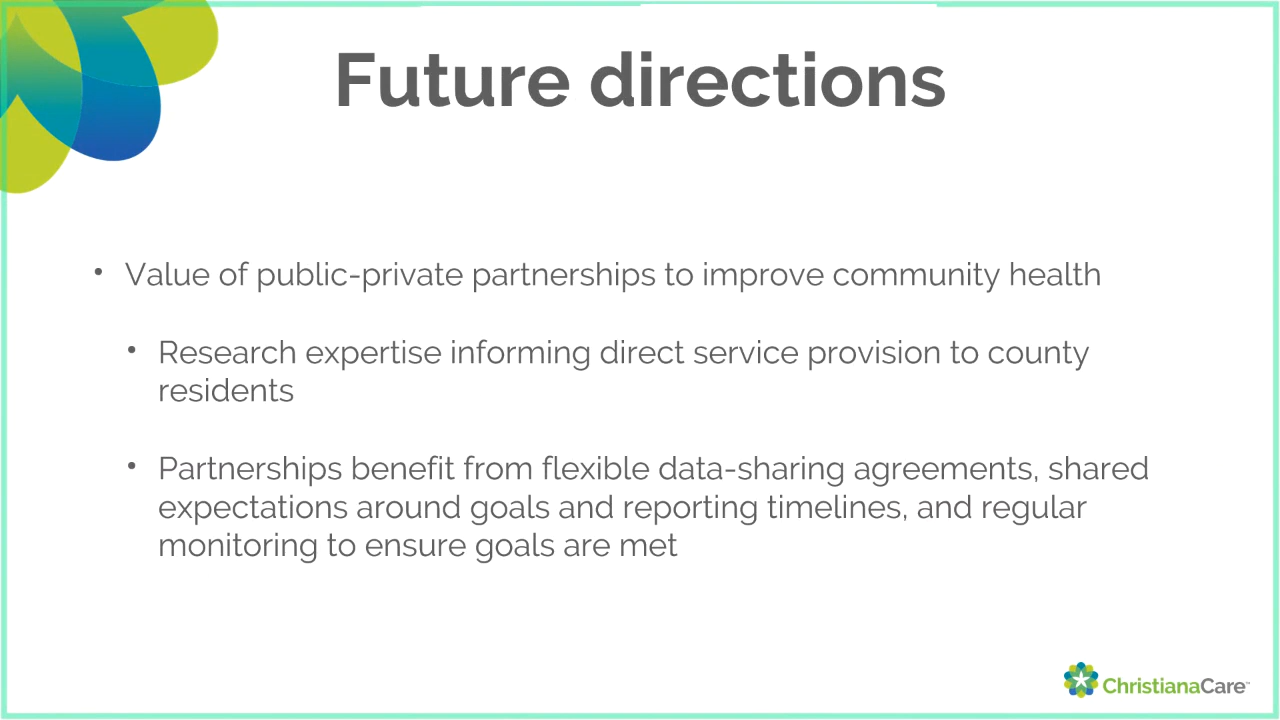 Future directions
• Value of public-private partnerships to improve community health
• Research expertise informing direct service provision to county
residents
• Partnerships benefit from flexible data-sharing agreements, shared
expectations around goals and reporting timelines, and regular
monitoring to ensure goals are met
ChristianaCare™